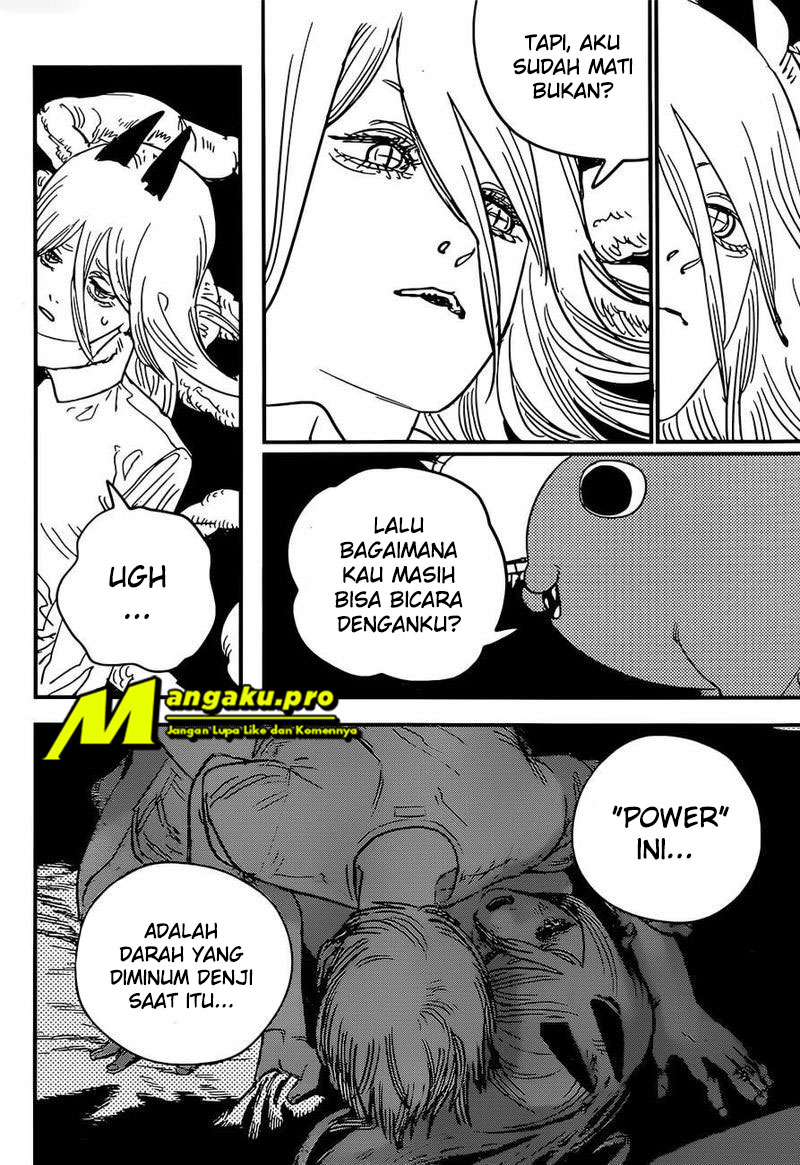 TAPI, AKU
SUDAH MATI
BUKAN?
LALU
BAGAIMANA
KAU MASIH
BISA BICARA
DENGANKU?
UGH
...
Mangaku.pro
Jangan Lupa Like dan Komennya
"POWER"
INI...
ADALAH
DARAH YANG
DIMINUM DENJI
SAAT ITU...